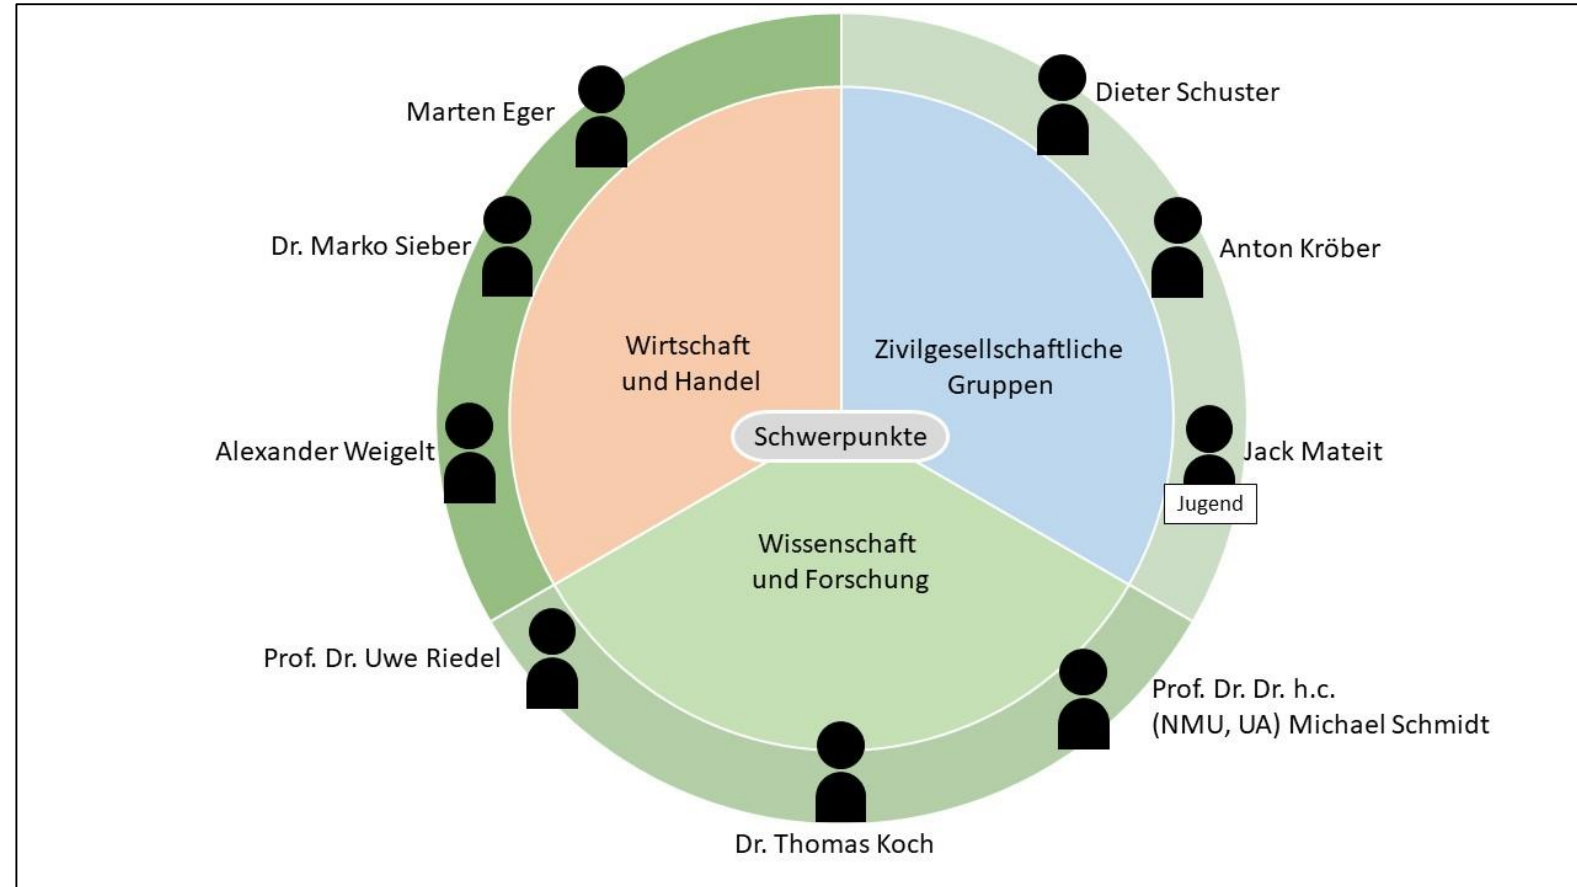 Marten Eger
Dieter Schuster
Dr. Marko Sieber
Anton Kröber
Wirtschaft
und Handel
Zivilgesellschaftliche
Gruppen
Schwerpunkte
Alexander Weigelt
Jack Mateit
Jugend
Wissenschaft
und Forschung
Prof. Dr. Uwe Riedel
Prof. Dr. Dr. h.c.
(NMU, UA) Michael Schmidt
Dr. Thomas Koch